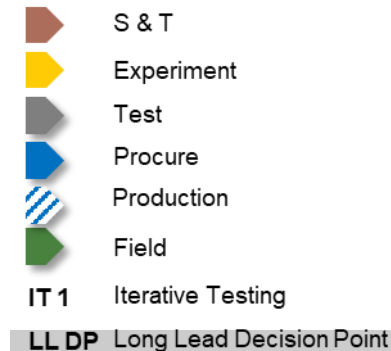 S & T
Experiment
Test
Procure
Production
Field
IT 1 Iterative Testing
LL DP Long Lead Decision Point